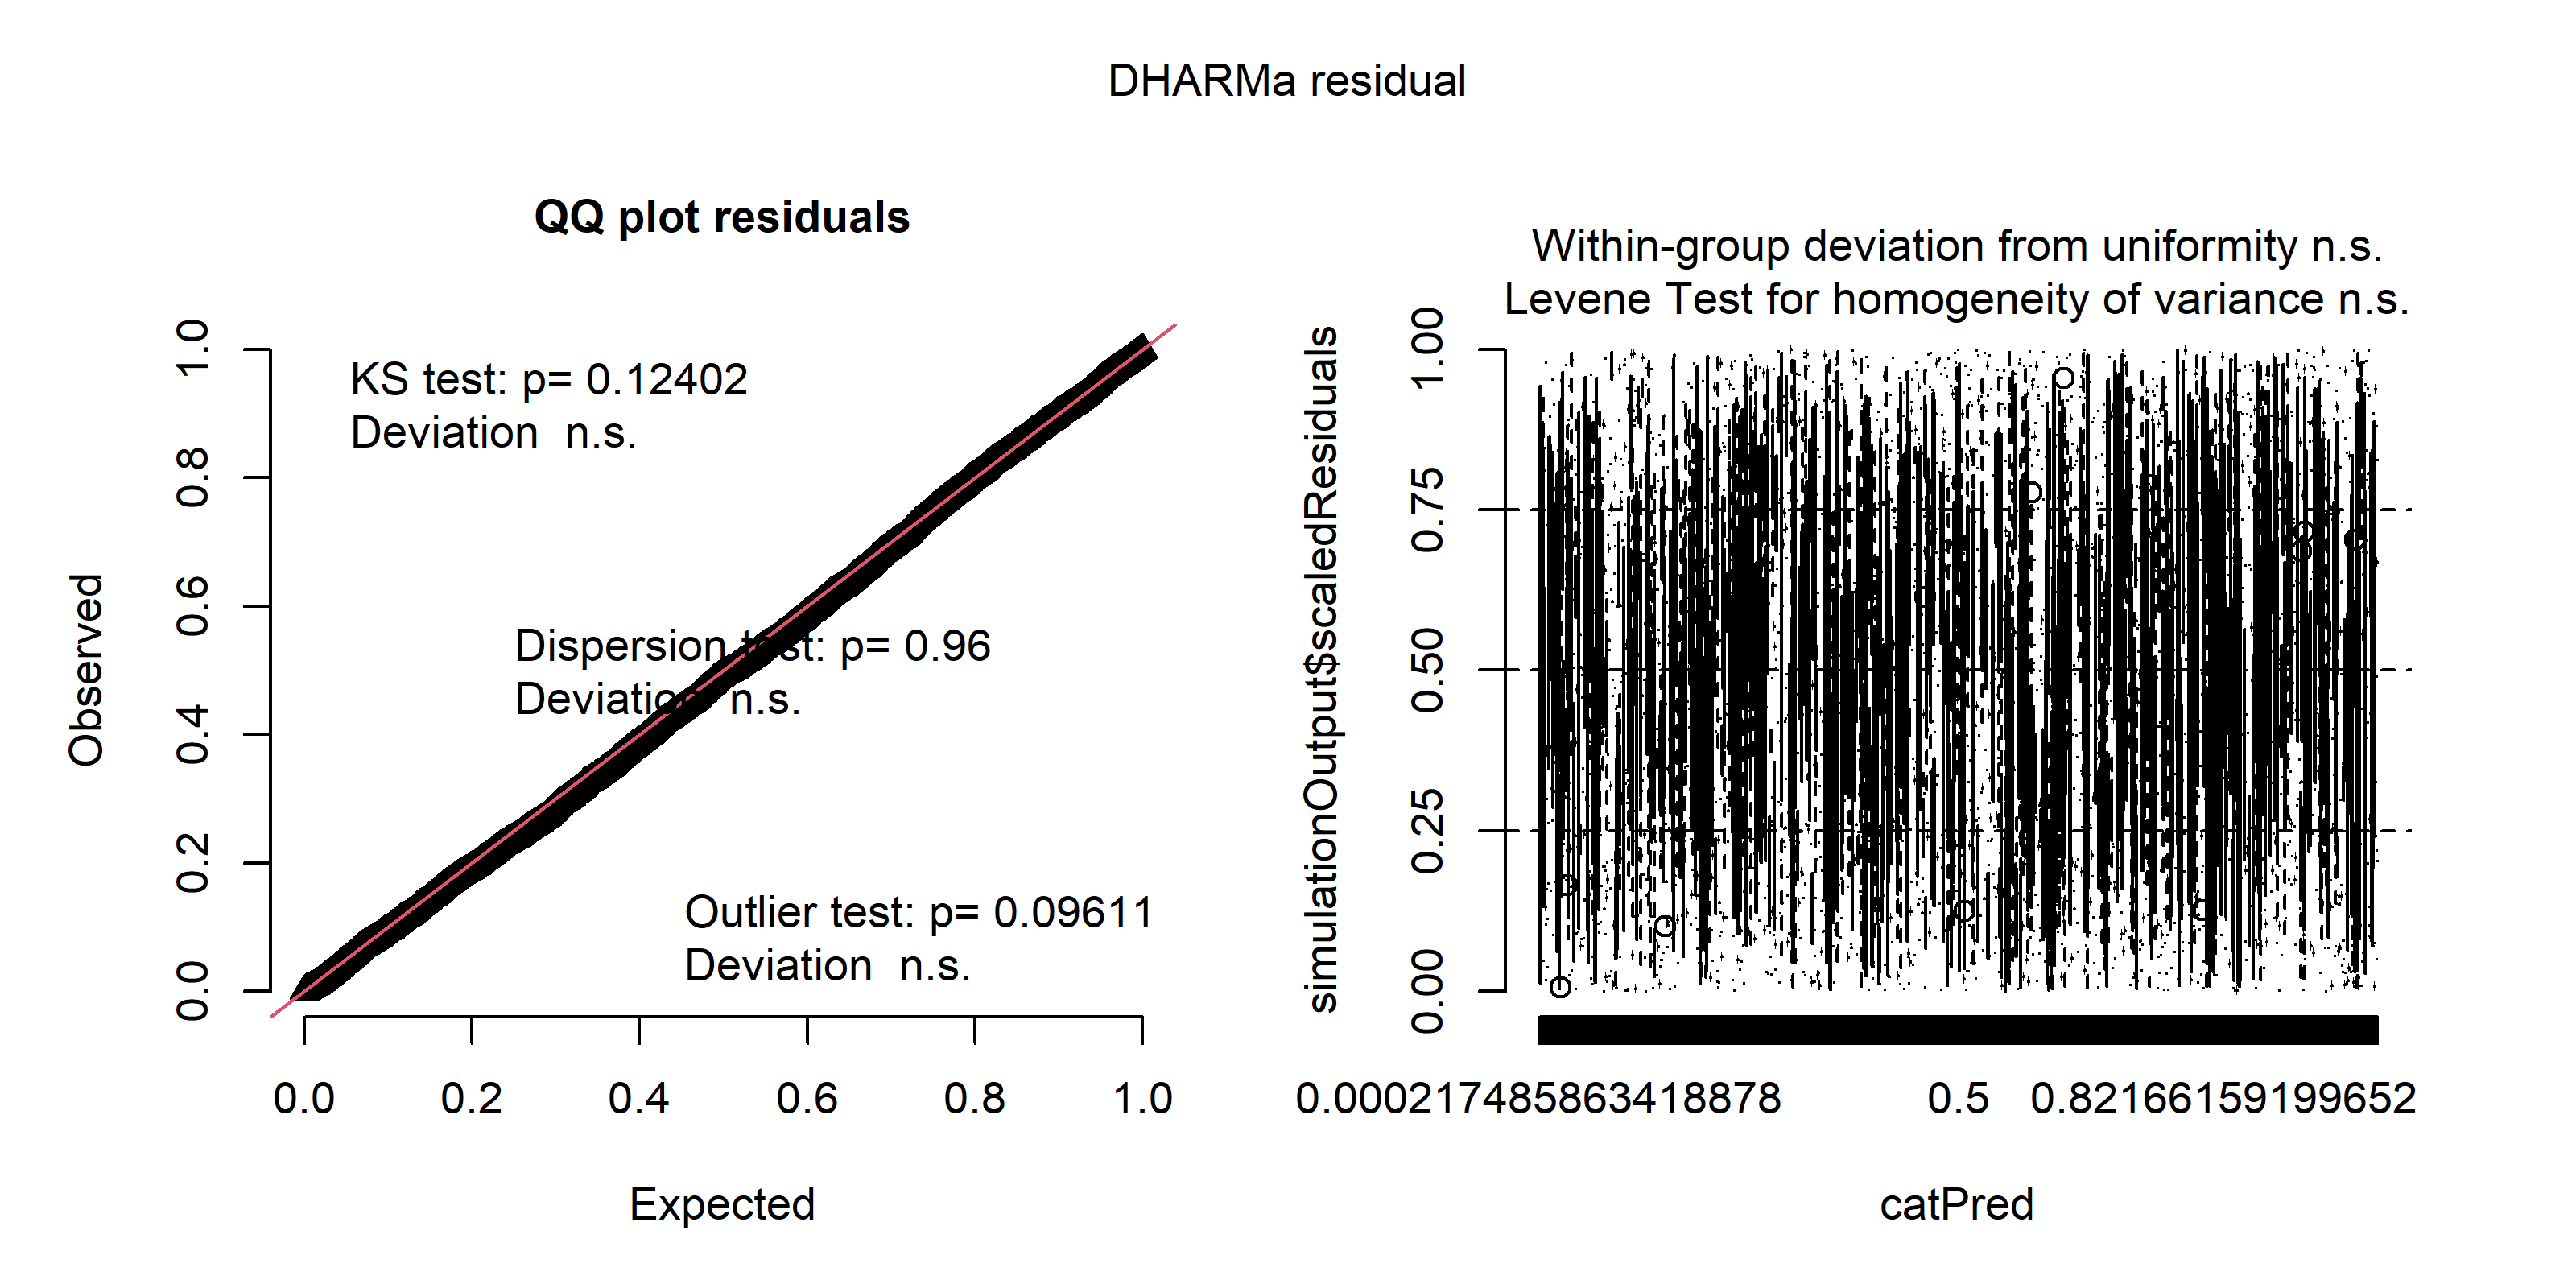 DHARMa residual
QQ plot residuals
KS test: p= 0.12402
Deviation  n.s.
Dispersion test: p= 0.96
Deviation  n.s.
Outlier test: p= 0.09611
Deviation  n.s.
Observed
0.0
0.2
0.4
0.6
0.8
1.0
0.0
0.2
0.4
0.6
0.8
1.0
Expected
Within-group deviation from uniformity n.s.
Levene Test for homogeneity of variance n.s.
simulationOutput$scaledResiduals
0.00
0.25
0.50
0.75
1.00
0.000217485863418878
0.5
0.82166159199652
catPred